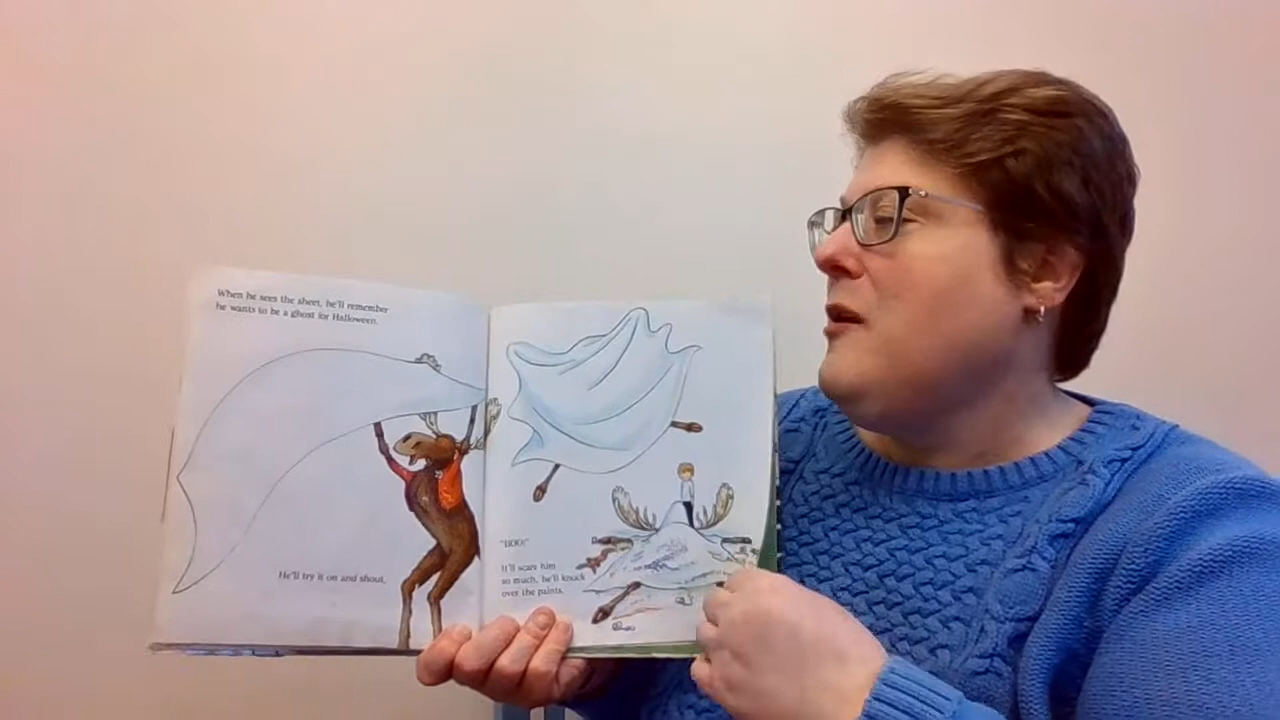 When he sees the sheet, he'll remember
he wants to be a ghost for Halloween.
He'll try it on and shout,
"BOO!"
It'll scare him
so much, he'll knock
over the paints.